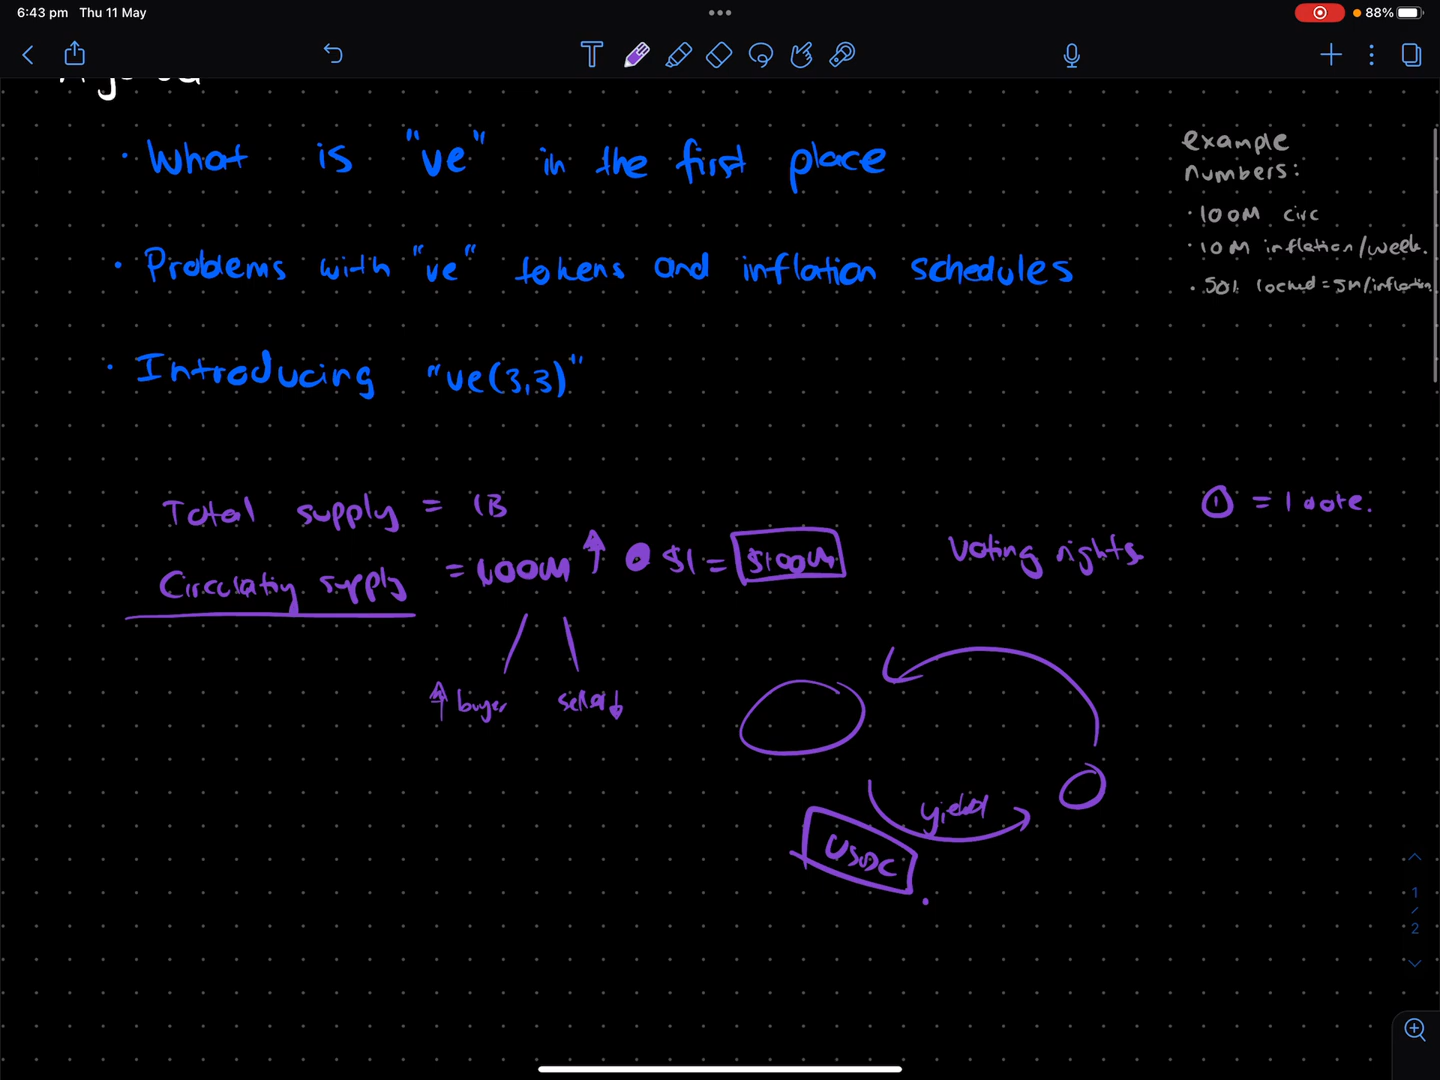 6:43 pm Thu 11 May
88%
• What is "ve" in the first place
• Problems with "ve" tokens and inflation schedules
• Introducing "ve(3,3)"
example
numbers:
• 100M circ
• 10M inflation/week.
• 50% locked = 5M/inflation
Total supply = 1B
Circulating supply = 100M ↑ $1 = $100M
↑ buyer
seller ↓
Voting rights
① = 1 vote.
yield
USDC
1
/
2